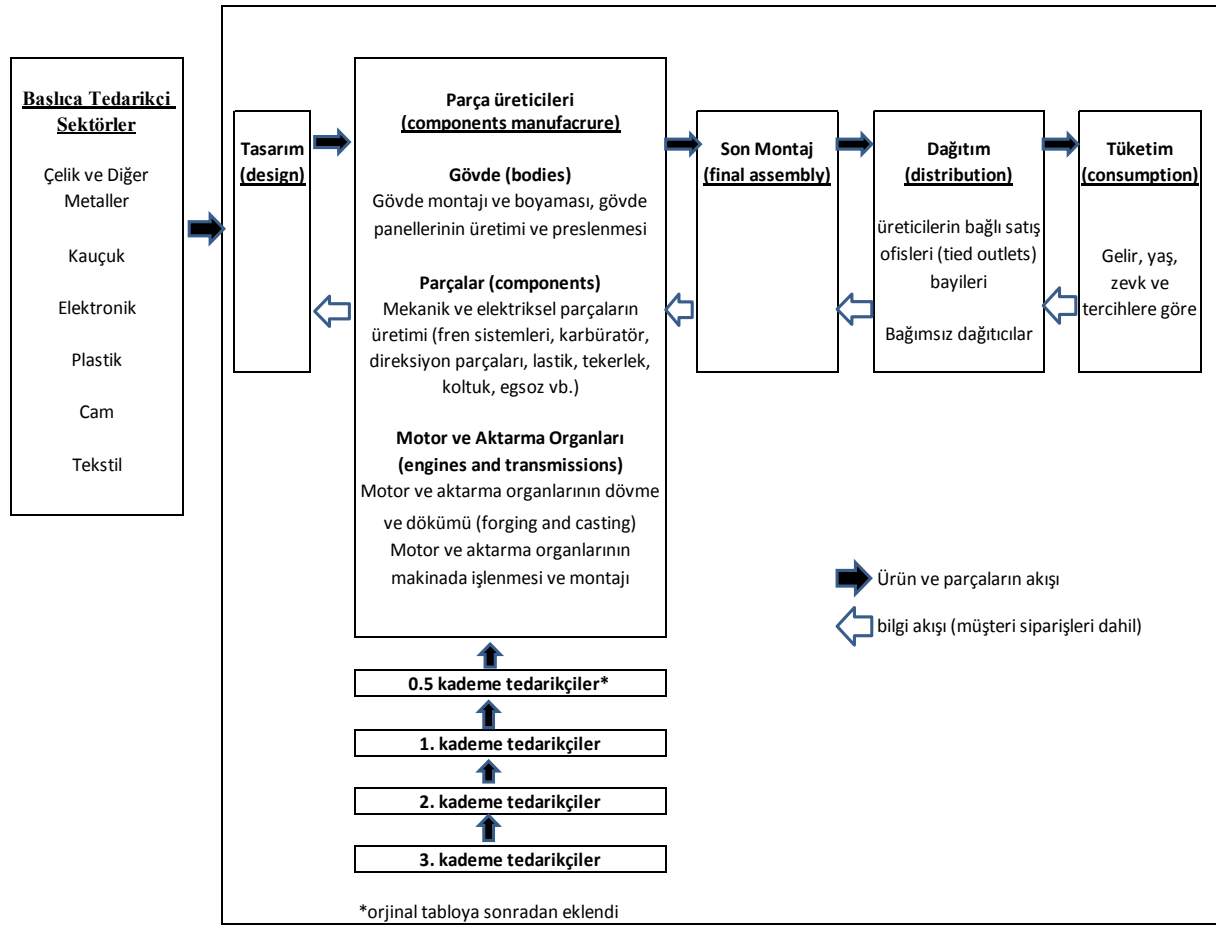 Başlıca Tedarikçi
Sektörler
Çelik ve Diğer
Metaller
Kauçuk
Elektronik
Plastik
Cam
Tekstil
Tasarım
(design)
Parça üreticileri
(components manufacrure)
Gövde (bodies)
Gövde montajı ve boyaması, gövde
panellerinin üretimi ve preslenmesi
Parçalar (components)
Mekanik ve elektriksel parçaların
üretimi (fren sistemleri, karbüratör,
direksiyon parçaları, lastik, tekerlek,
koltuk, egsoz vb.)
Motor ve Aktarma Organları
(engines and transmissions)
Motor ve aktarma organlarının dövme
ve dökümü (forging and casting)
Motor ve aktarma organlarının
makinada işlenmesi ve montajı
Son Montaj
(final assembly)
Dağıtım
(distribution)
üreticilerin bağlı satış
ofisleri (tied outlets)
bayileri
Bağımsız dağıtıcılar
Tüketim
(consumption)
Gelir, yaş,
zevk ve
tercihlere göre
Ürün ve parçaların akışı
bilgi akışı (müşteri siparişleri dahil)
0.5 kademe tedarikçiler*
1. kademe tedarikçiler
2. kademe tedarikçiler
3. kademe tedarikçiler
*orjinal tabloya sonradan eklendi